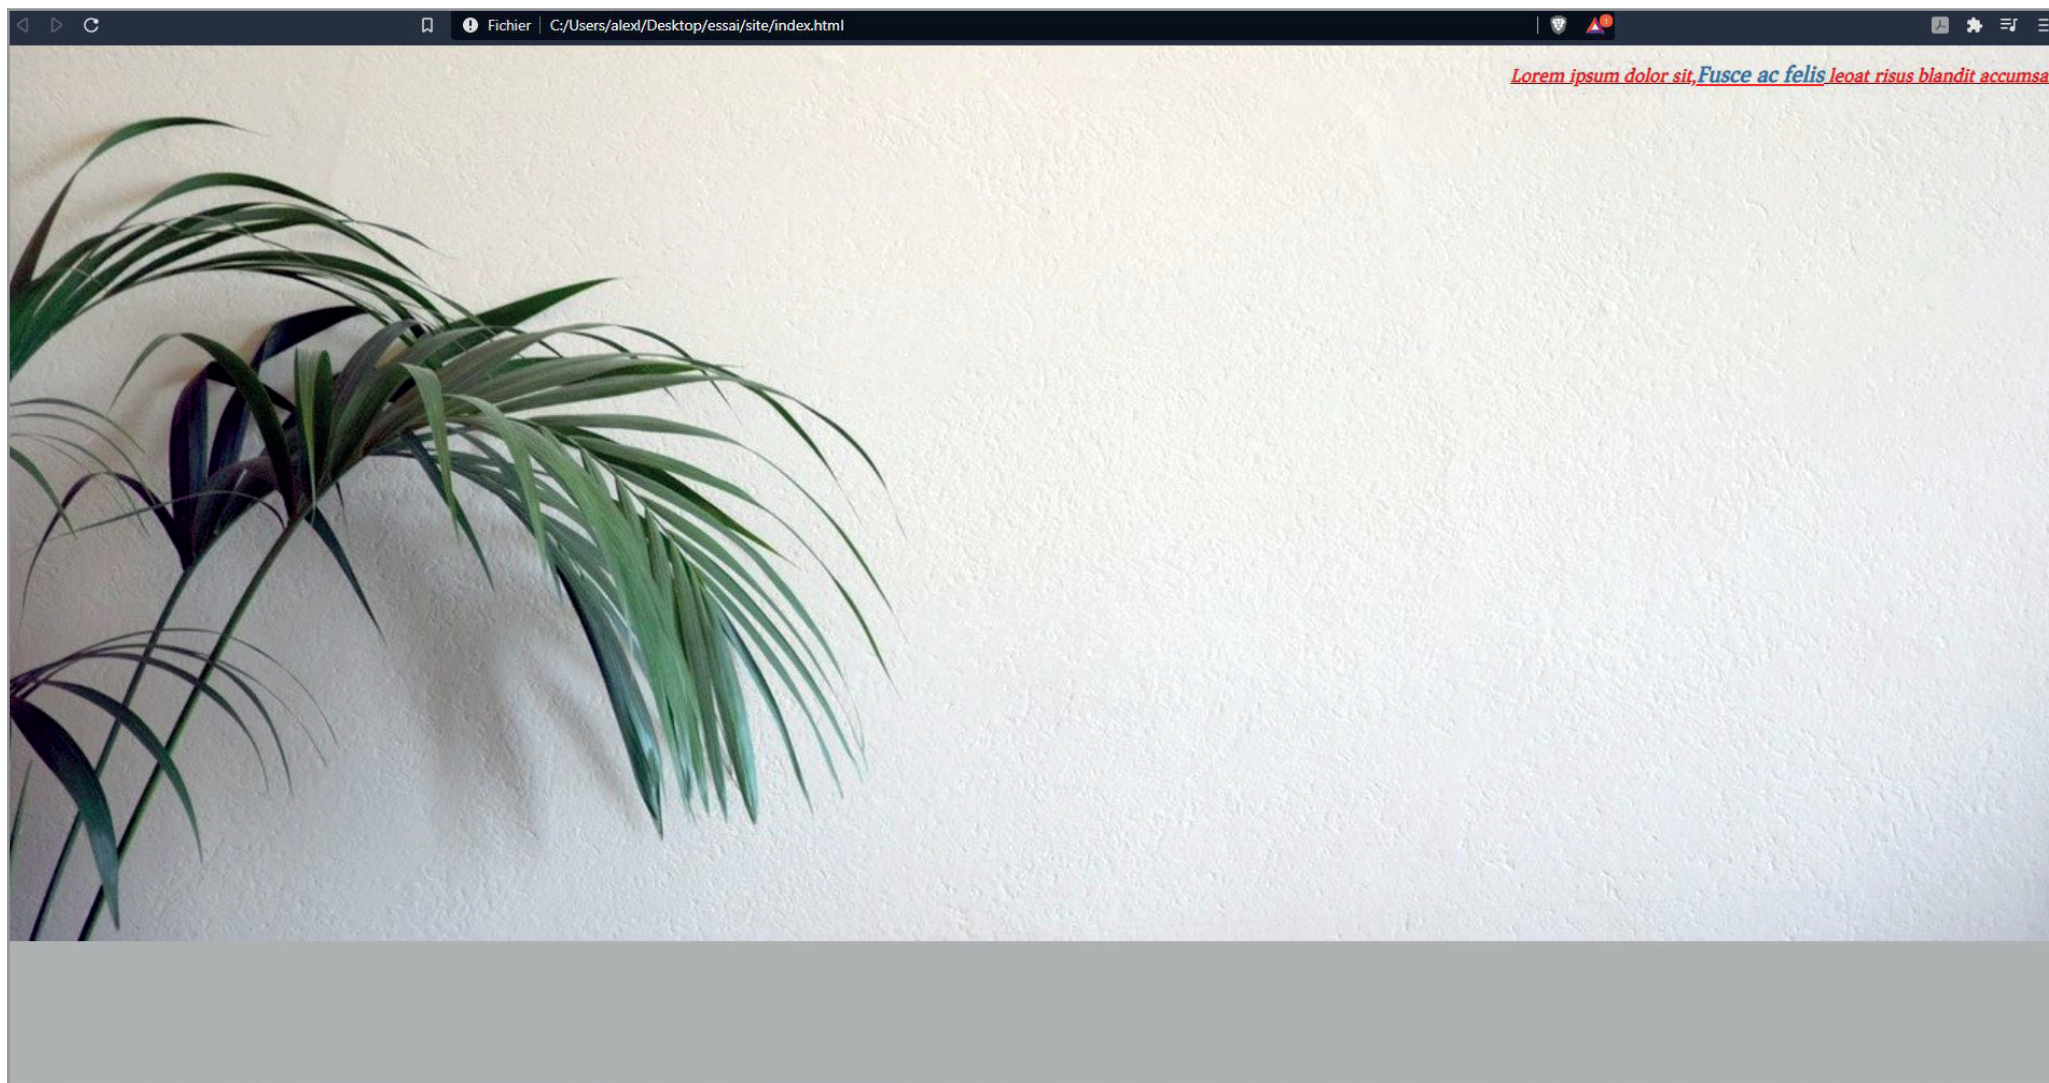 Fichier C:/Users/alexl/Desktop/essai/site/index.html
Lorem ipsum dolor sit,Fusce ac felis leoat risus blandit accumsa